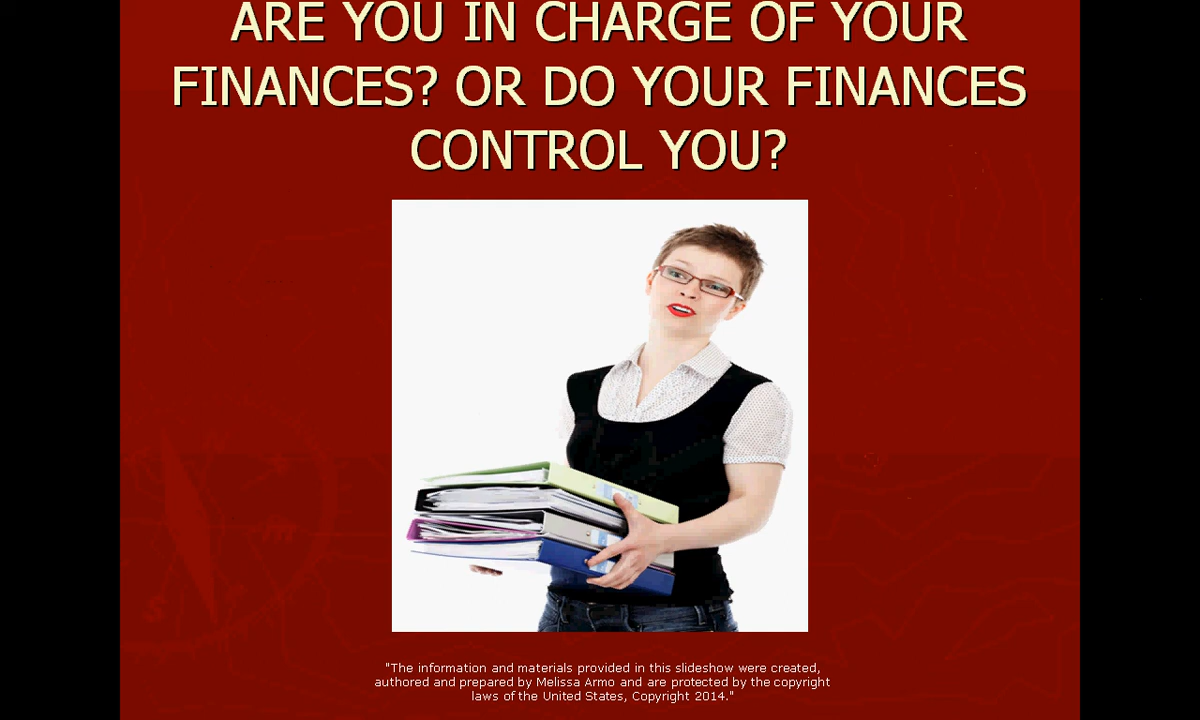 ARE YOU IN CHARGE OF YOUR
FINANCES? OR DO YOUR FINANCES
CONTROL YOU?
"The information and materials provided in this slideshow were created,
authored and prepared by Melissa Armo and are protected by the copyright
laws of the United States, Copyright 2014."